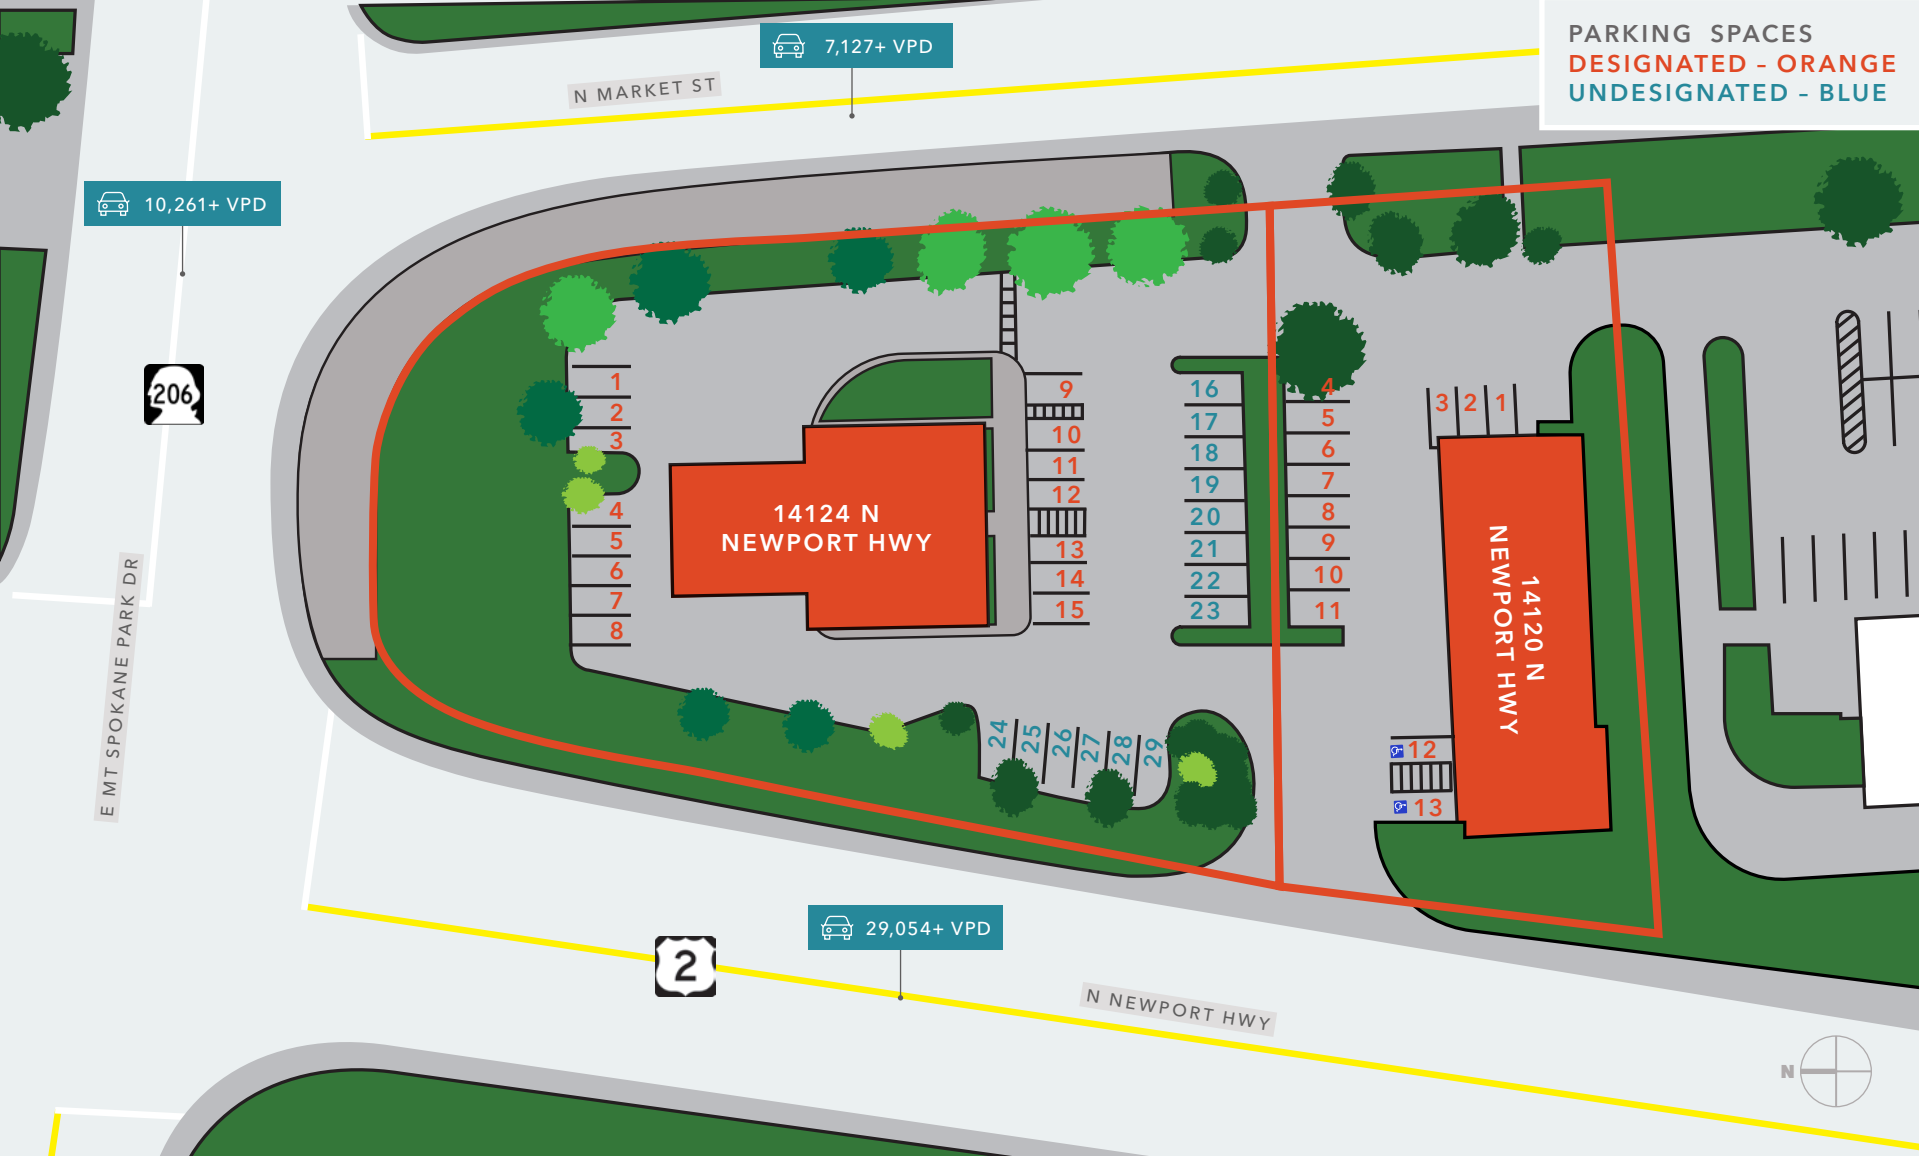 PARKING SPACES
DESIGNATED – ORANGE
UNDESIGNATED – BLUE
7,127+ VPD
N MARKET ST
10,261+ VPD
206
E MT SPOKANE PARK DR
1
2
3
4
5
6
7
8
14124 N
NEWPORT HWY
9
10
11
12
13
14
15
16
17
18
19
20
21
22
23
24
25
26
27
28
29
4
5
6
7
8
9
10
11
3 2 1
14120 N
NEWPORT HWY
12
13
29,054+ VPD
2
N NEWPORT HWY
N